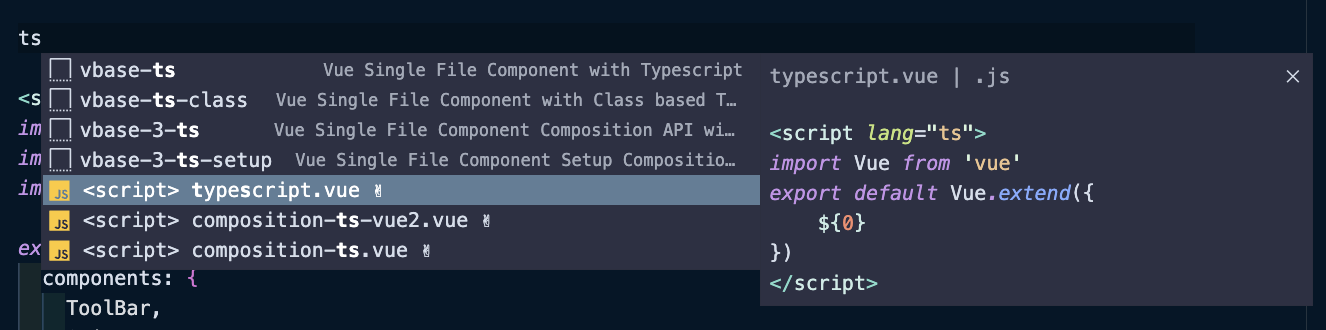 ts
vbase-ts Vue Single File Component with Typescript
vbase-ts-class Vue Single File Component with Class based T…
vbase-3-ts Vue Single File Component Composition API wi…
vbase-3-ts-setup Vue Single File Component Setup Compositio…
JS <script> typescript.vue ✌
JS <script> composition-ts-vue2.vue ✌
JS <script> composition-ts.vue ✌
<s
im
im
im
ex
components: {
ToolBar,
typescript.vue | .js
<script lang="ts">
import Vue from 'vue'
export default Vue.extend({
${0}
})
</script>